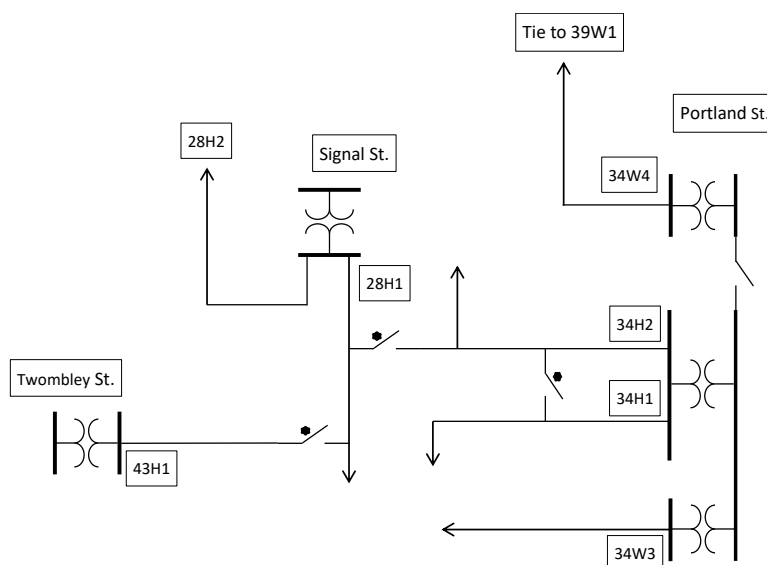 Tie to 39W1
Portland St.
28H2
Signal St.
34W4
28H1
34H2
Twombley St.
34H1
43H1
34W3